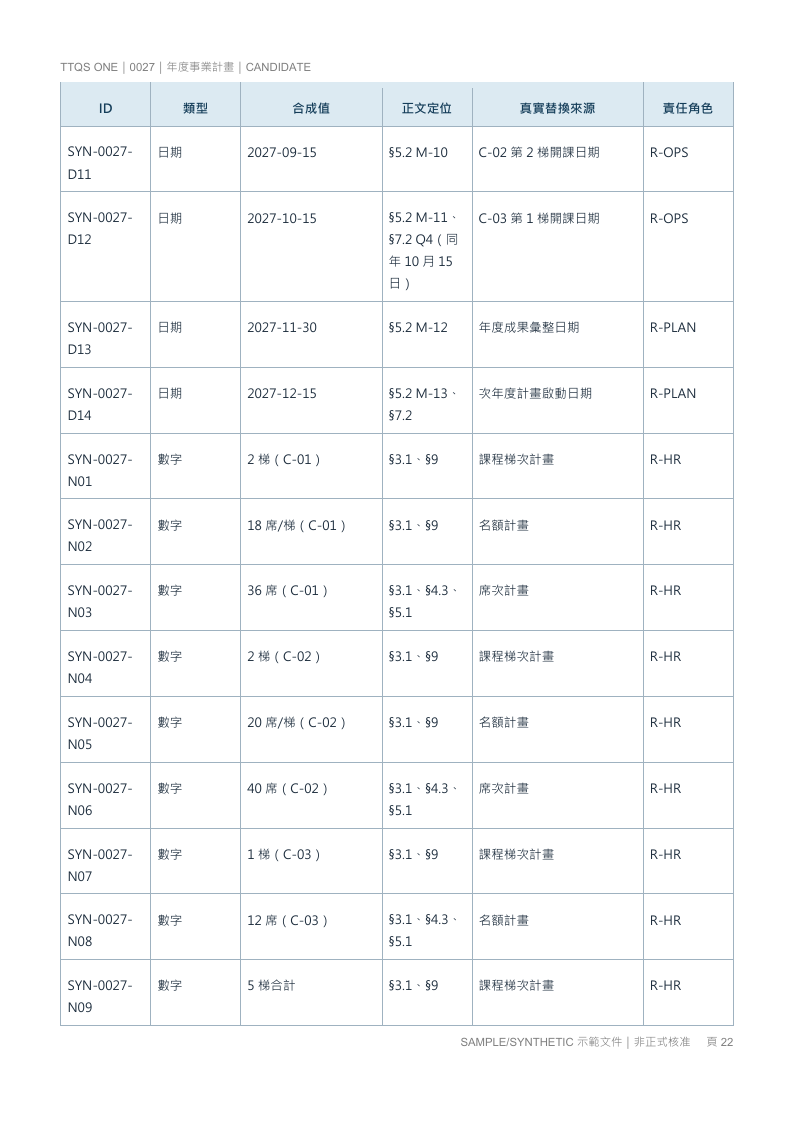 TTQS ONE｜0027｜年度事業計畫｜CANDIDATE
ID 類型 合成值 正文定位 真實替換來源 責任角色
SYN-0027-D11 日期 2027-09-15 §5.2 M-10 C-02 第 2 梯開課日期 R-OPS
SYN-0027-D12 日期 2027-10-15 §5.2 M-11、§7.2 Q4（同年 10 月 15 日） C-03 第 1 梯開課日期 R-OPS
SYN-0027-D13 日期 2027-11-30 §5.2 M-12 年度成果彙整日期 R-PLAN
SYN-0027-D14 日期 2027-12-15 §5.2 M-13、§7.2 次年度計畫啟動日期 R-PLAN
SYN-0027-N01 數字 2 梯（C-01） §3.1、§9 課程梯次計畫 R-HR
SYN-0027-N02 數字 18 席/梯（C-01） §3.1、§9 名額計畫 R-HR
SYN-0027-N03 數字 36 席（C-01） §3.1、§4.3、§5.1 席次計畫 R-HR
SYN-0027-N04 數字 2 梯（C-02） §3.1、§9 課程梯次計畫 R-HR
SYN-0027-N05 數字 20 席/梯（C-02） §3.1、§9 名額計畫 R-HR
SYN-0027-N06 數字 40 席（C-02） §3.1、§4.3、§5.1 席次計畫 R-HR
SYN-0027-N07 數字 1 梯（C-03） §3.1、§9 課程梯次計畫 R-HR
SYN-0027-N08 數字 12 席（C-03） §3.1、§4.3、§5.1 名額計畫 R-HR
SYN-0027-N09 數字 5 梯合計 §3.1、§9 課程梯次計畫 R-HR
SAMPLE/SYNTHETIC 示範文件｜非正式核准 頁 22